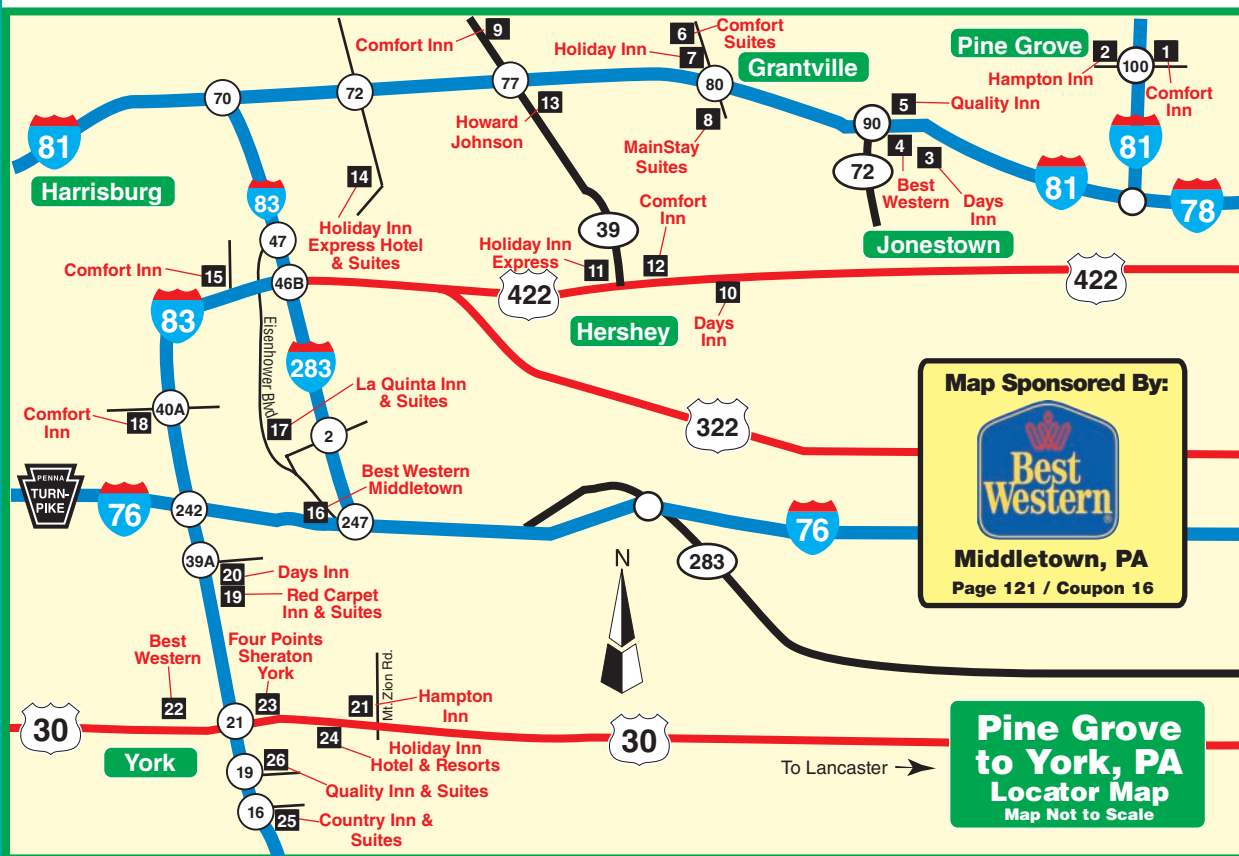 9
Comfort Inn
6
Comfort
Suites
Holiday Inn
7
Grantville
Pine Grove
2
100
1
Hampton Inn
Comfort
Inn
70
72
77
80
13
Howard
Johnson
8
MainStay
Suites
5
Quality Inn
90
4
3
Best
Western
Days
Inn
72
81
81
81
78
Harrisburg
83
14
Holiday Inn
Express Hotel
& Suites
47
39
Comfort
Inn
12
Holiday Inn
Express
11
Jonestown
Comfort Inn
15
46B
422
422
10
Days
Inn
Hershey
83
Eisenhower Blvd
283
La Quinta Inn
& Suites
17
2
Comfort
Inn
18
40A
322
Map Sponsored By:
Best
Western
®
Middletown, PA
Page 121 / Coupon 16
PENNA
TURN-
PIKE
76
242
Best Western
Middletown
16
247
76
283
39A
20
Days Inn
19
Red Carpet
Inn & Suites
N
Best
Western
22
Four Points
Sheraton
York
23
21
Mt. Zion Rd.
21
Hampton
Inn
24
Holiday Inn
Hotel & Resorts
30
30
York
19
26
Quality Inn & Suites
16
25
Country Inn &
Suites
To Lancaster
Pine Grove
to York, PA
Locator Map
Map Not to Scale